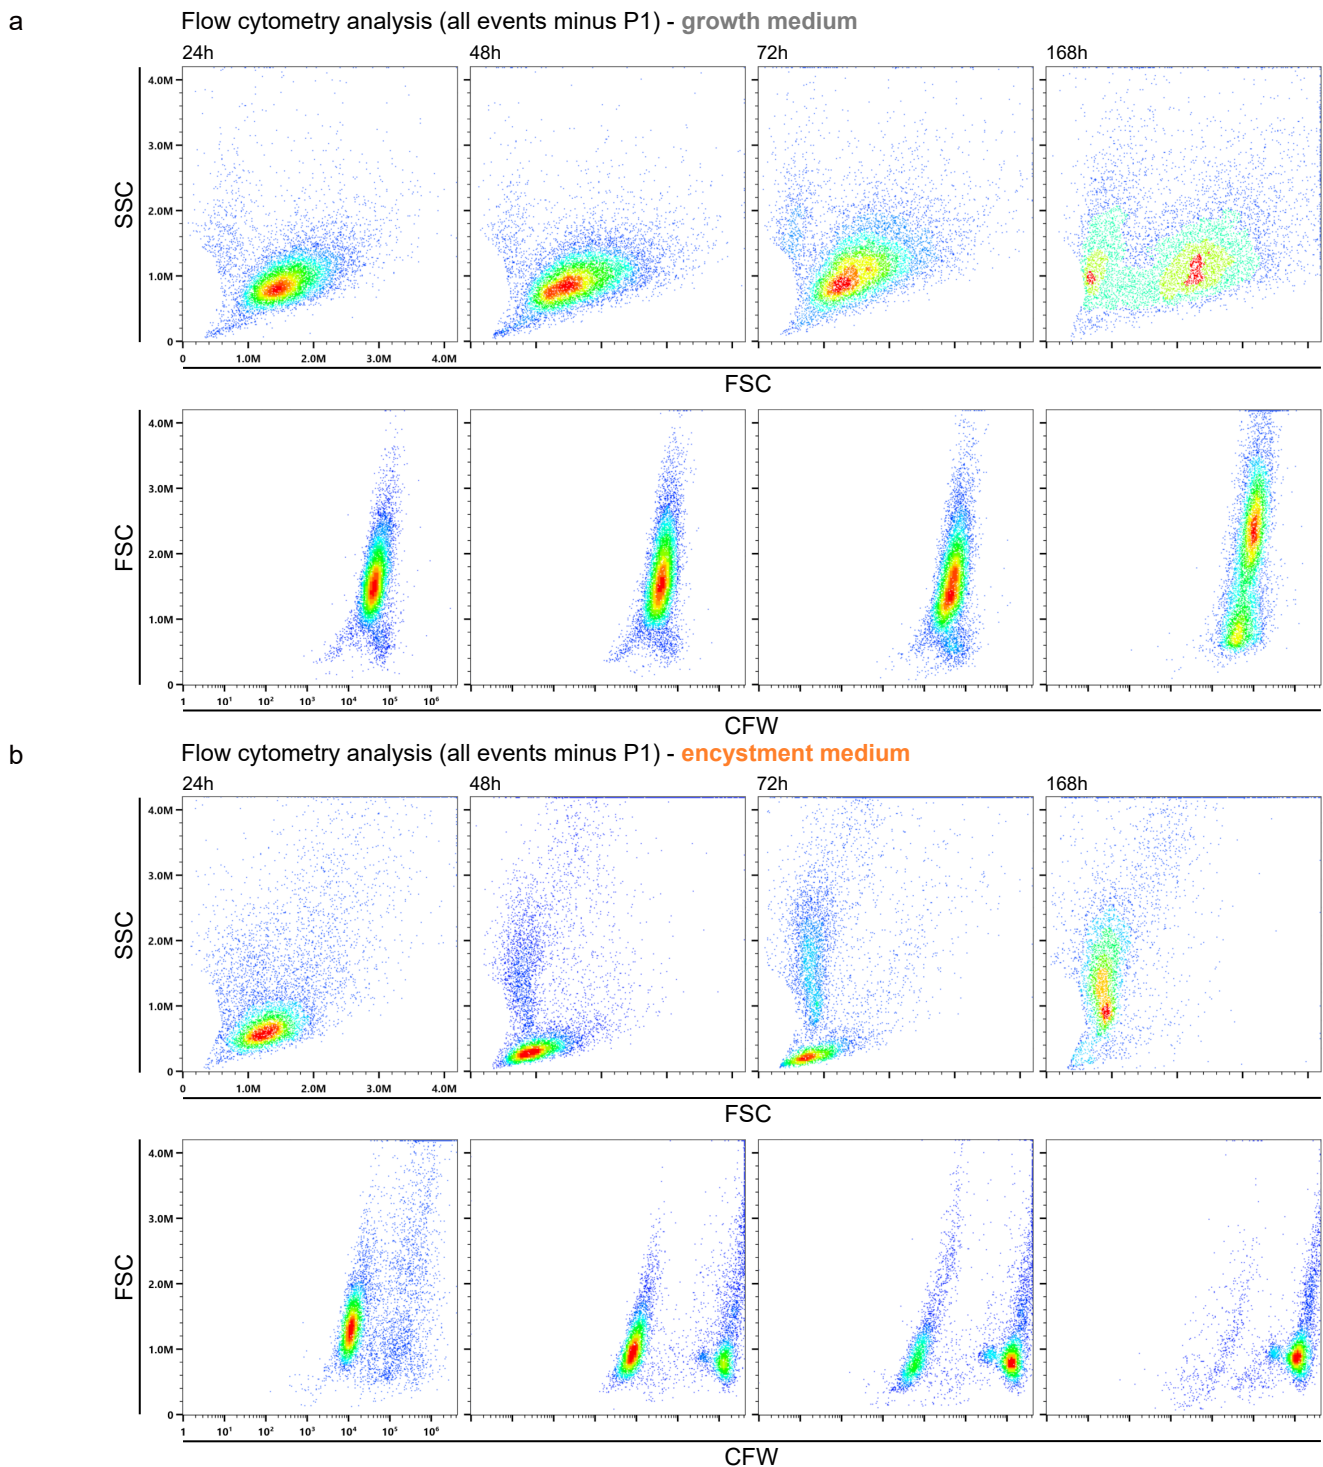 a
Flow cytometry analysis (all events minus P1) - growth medium
24h 48h 72h 168h
4.0M
3.0M
2.0M
1.0M
0
SSC
0 1.0M 2.0M 3.0M 4.0M
FSC
4.0M
3.0M
2.0M
1.0M
0
FSC
1 10¹ 10² 10³ 10⁴ 10⁵ 10⁶
CFW
b
Flow cytometry analysis (all events minus P1) - encystment medium
24h 48h 72h 168h
4.0M
3.0M
2.0M
1.0M
0
SSC
0 1.0M 2.0M 3.0M 4.0M
FSC
4.0M
3.0M
2.0M
1.0M
0
FSC
1 10¹ 10² 10³ 10⁴ 10⁵ 10⁶
CFW